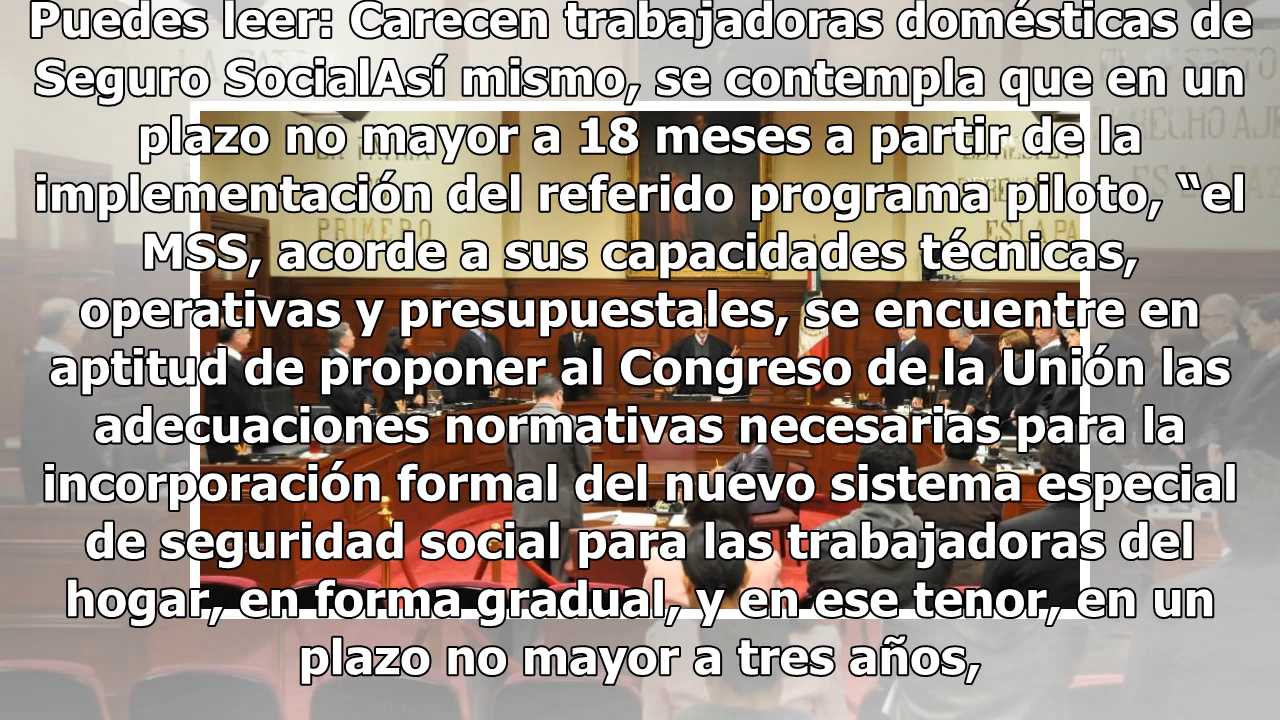 Puedes leer: Carecen trabajadoras domésticas de
Seguro SocialAsí mismo, se contempla que en un
plazo no mayor a 18 meses a partir de la
implementación del referido programa piloto, “el
MSS, acorde a sus capacidades técnicas,
operativas y presupuestales, se encuentre en
aptitud de proponer al Congreso de la Unión las
adecuaciones normativas necesarias para la
incorporación formal del nuevo sistema especial
de seguridad social para las trabajadoras del
hogar, en forma gradual, y en ese tenor, en un
plazo no mayor a tres años,
PRIMERO
ES LA PA